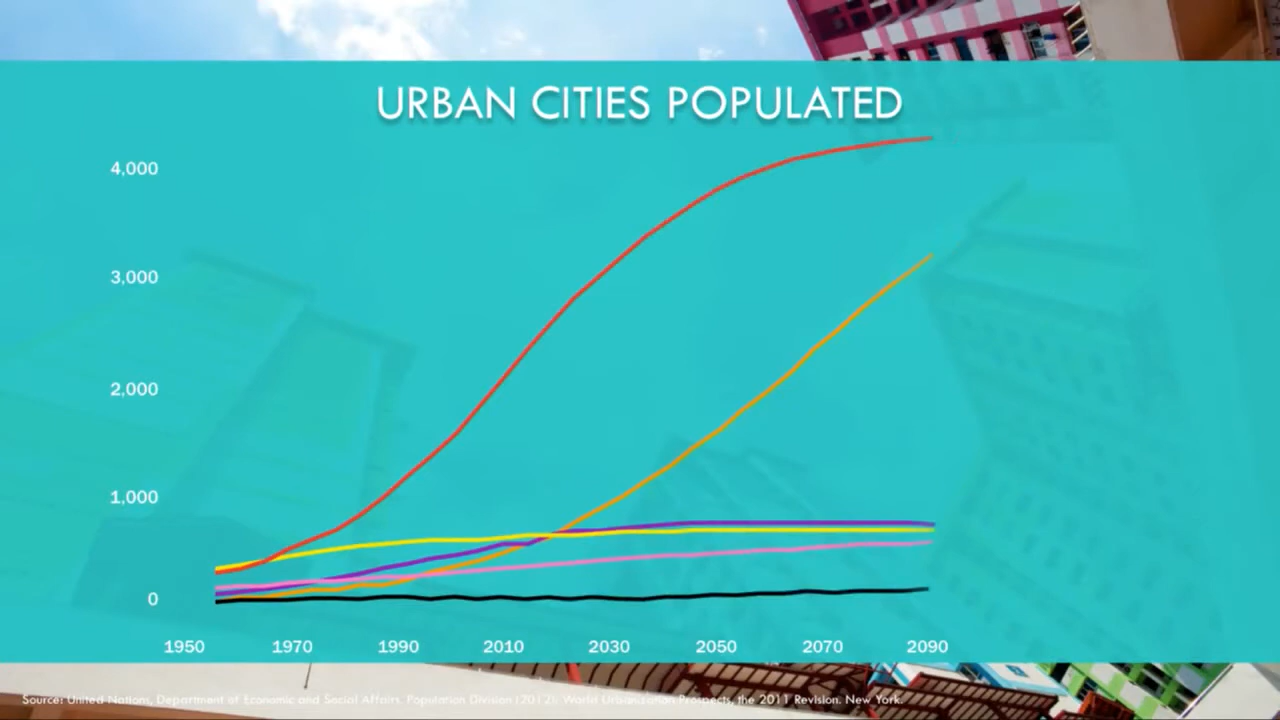 URBAN CITIES POPULATED
4,000
3,000
2,000
1,000
0
1950 1970 1990 2010 2030 2050 2070 2090
Source: United Nations, Department of Economic and Social Affairs. Population Division (2012): World Urbanization Prospects, the 2011 Revision. New York.